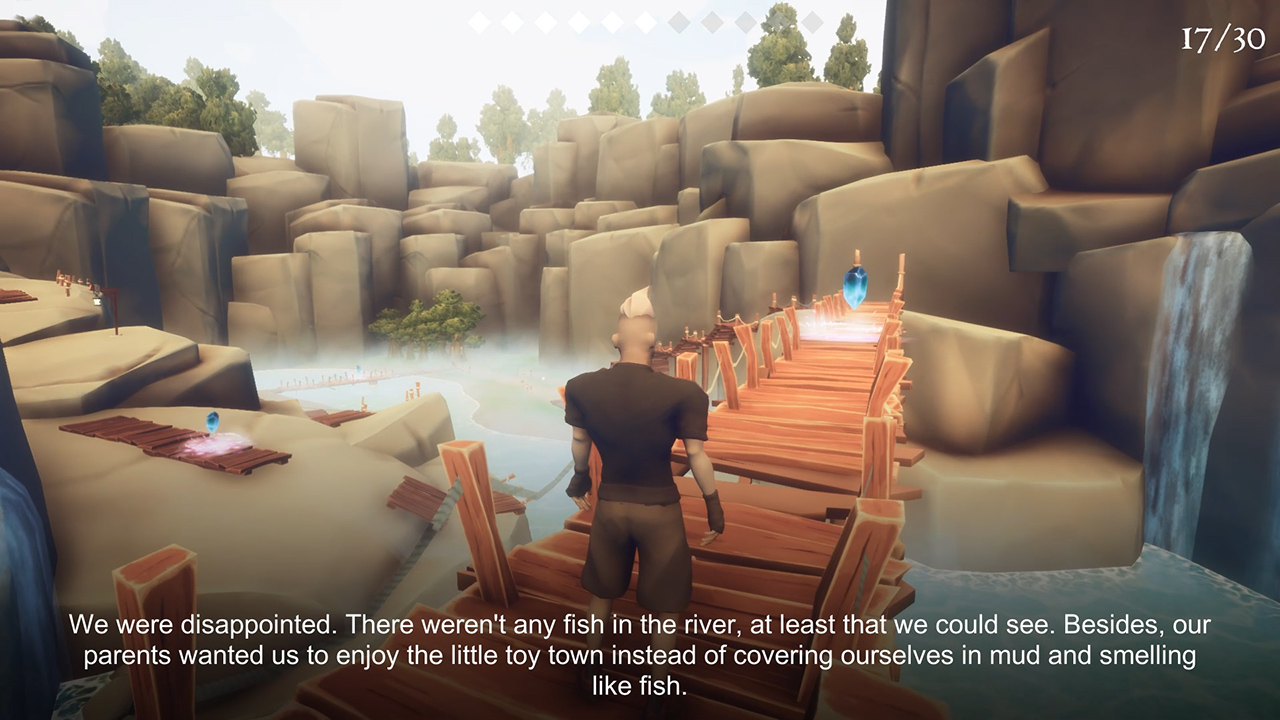 17/30
We were disappointed. There weren't any fish in the river, at least that we could see. Besides, our
parents wanted us to enjoy the little toy town instead of covering ourselves in mud and smelling
like fish.